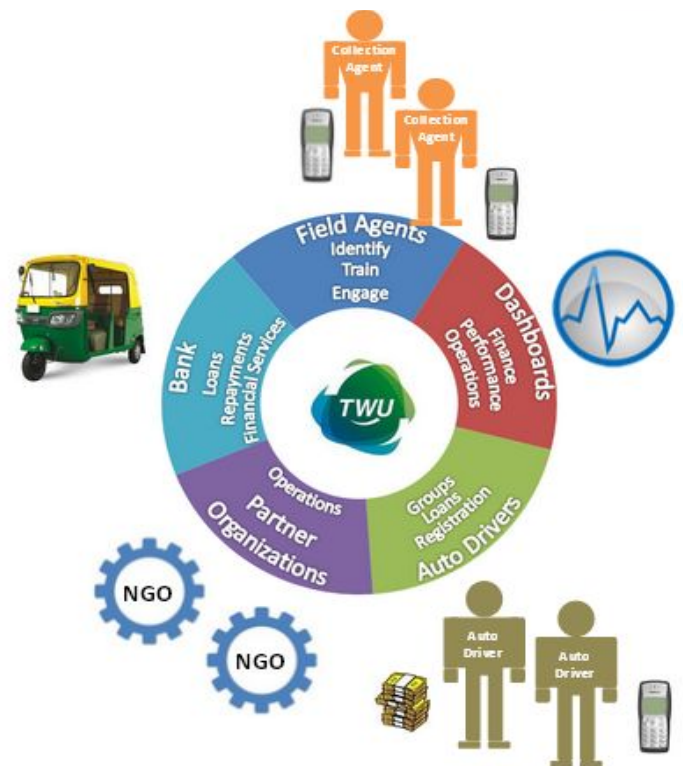 Collection
Agent
Collection
Agent
Field Agents
Identify
Train
Engage
Dashboards
Finance
Performance
Operations
Bank
Loans
Repayments
Financial Services
TWU
Groups
Loans
Registration
Auto Drivers
Operations
Partner
Organizations
NGO
NGO
Auto
Driver
Auto
Driver